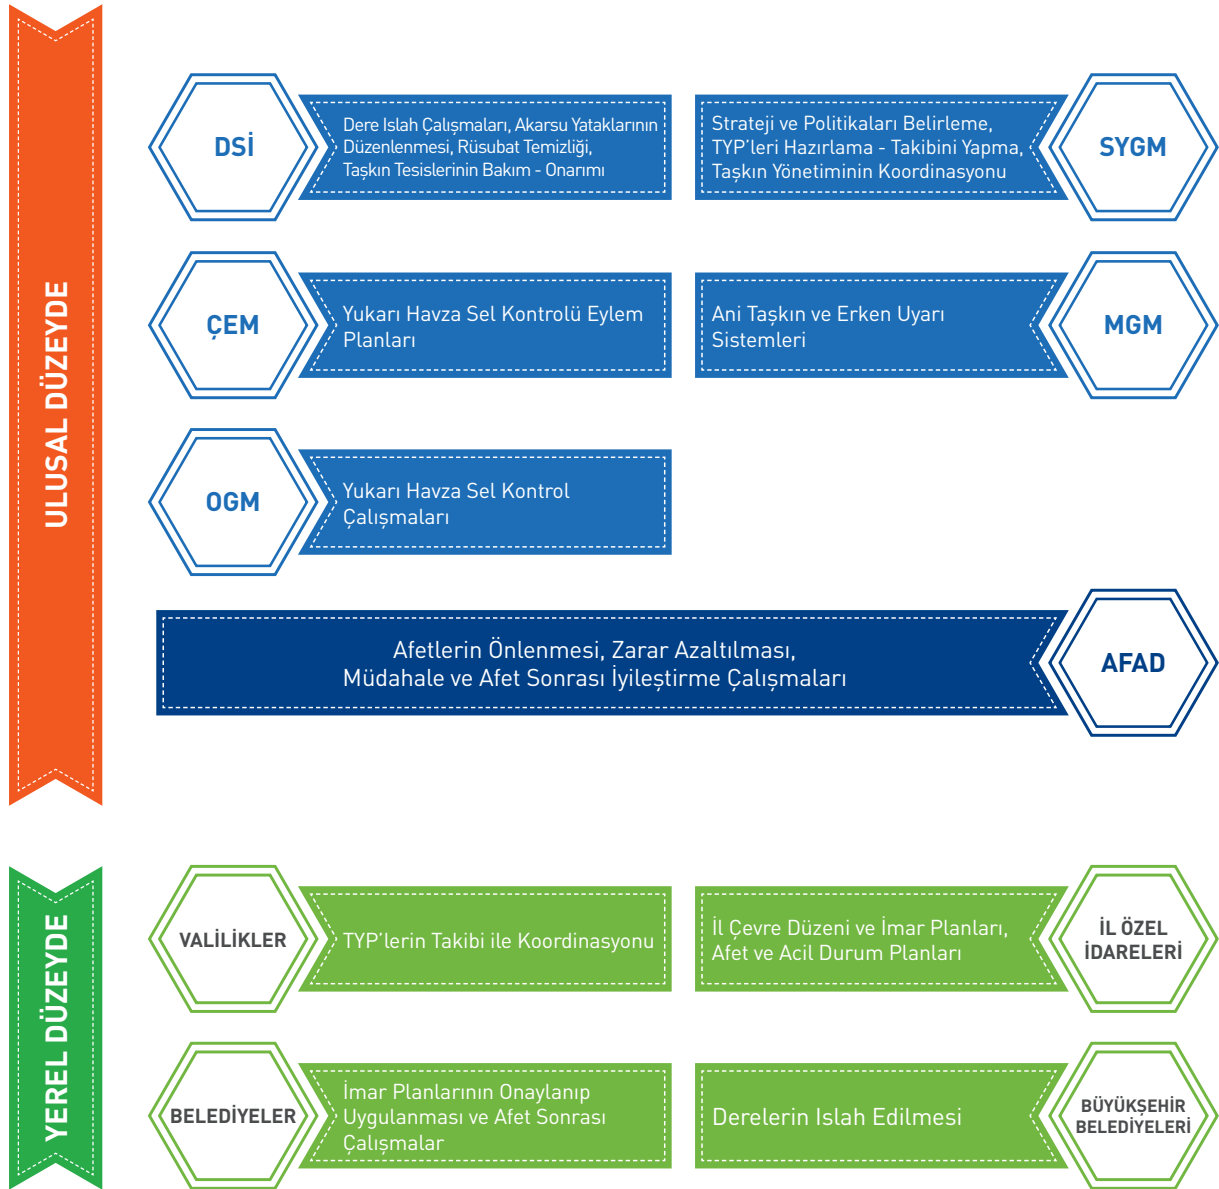 ULUSAL DÜZEYDE
DSİ
Dere Islah Çalışmaları, Akarsu Yataklarının
Düzenlenmesi, Rüsubat Temizliği,
Taşkın Tesislerinin Bakım - Onarımı
Strateji ve Politikaları Belirleme,
TYP'leri Hazırlama - Takibini Yapma,
Taşkın Yönetiminin Koordinasyonu
SYGM
ÇEM
Yukarı Havza Sel Kontrolü Eylem
Planları
Ani Taşkın ve Erken Uyarı
Sistemleri
MGM
OGM
Yukarı Havza Sel Kontrol
Çalışmaları
Afetlerin Önlenmesi, Zarar Azaltılması,
Müdahale ve Afet Sonrası İyileştirme Çalışmaları
AFAD
YEREL DÜZEYDE
VALİLİKLER
TYP'lerin Takibi ile Koordinasyonu
İl Çevre Düzeni ve İmar Planları,
Afet ve Acil Durum Planları
İL ÖZEL
İDARELERİ
BELEDİYELER
İmar Planlarının Onaylanıp
Uygulanması ve Afet Sonrası
Çalışmalar
Derelerin Islah Edilmesi
BÜYÜKŞEHİR
BELEDİYELERİ